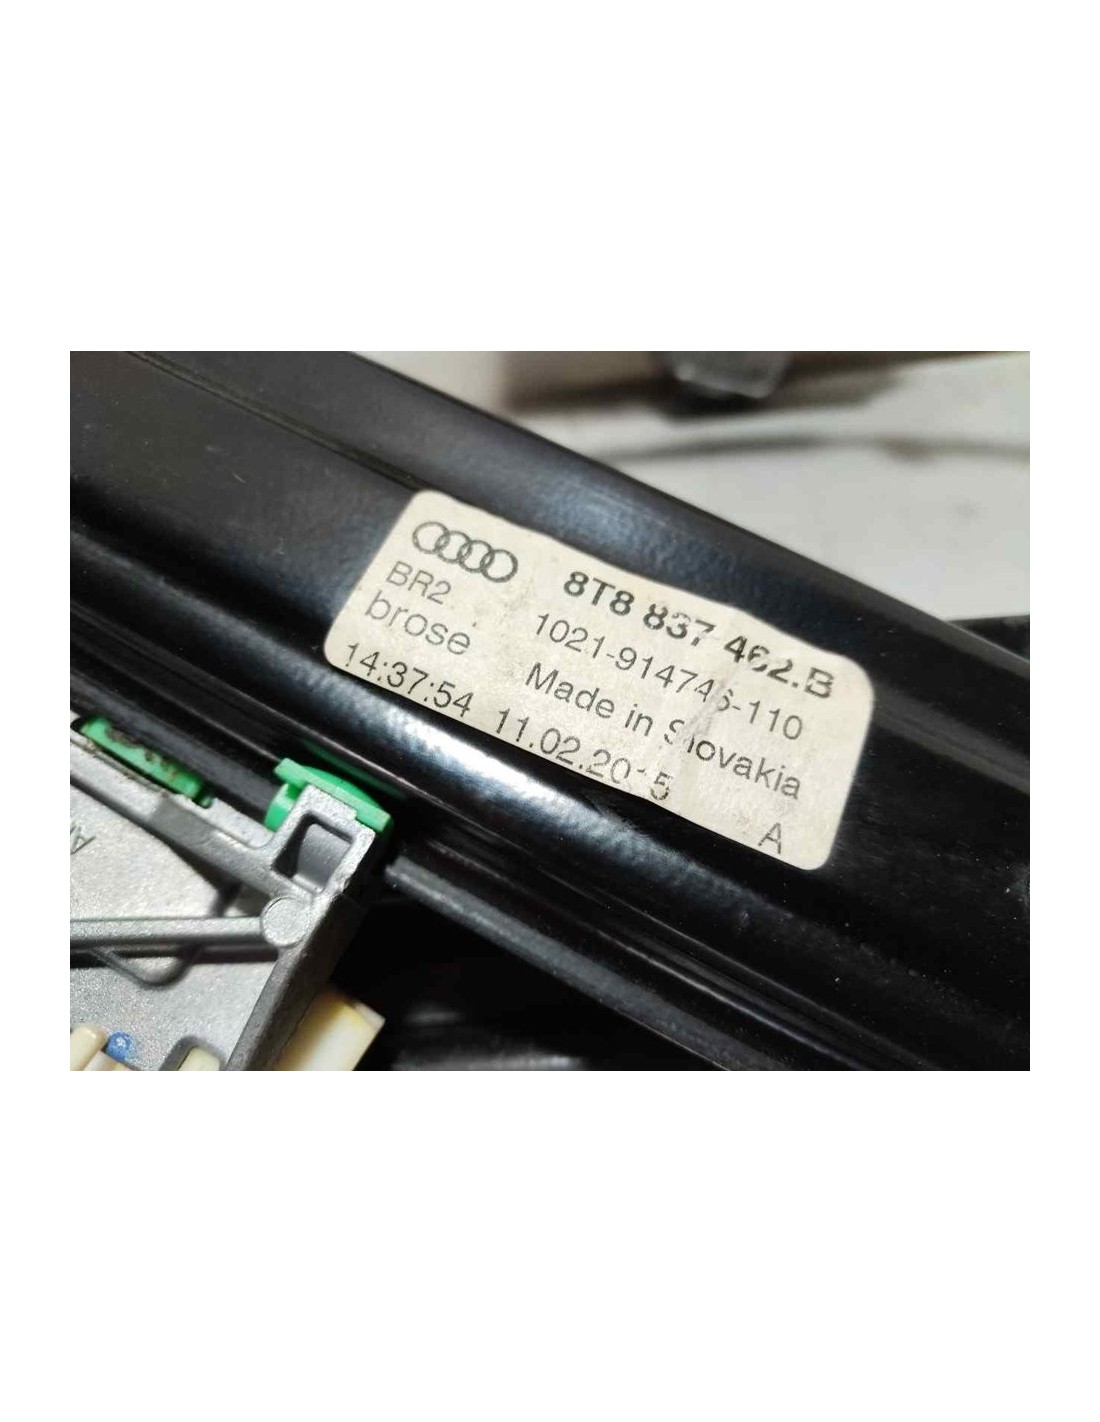 8T8 837 462.B
BR2
1021-914746-110
brose
Made in Slovakia
14:37:54 11.02.2015
A